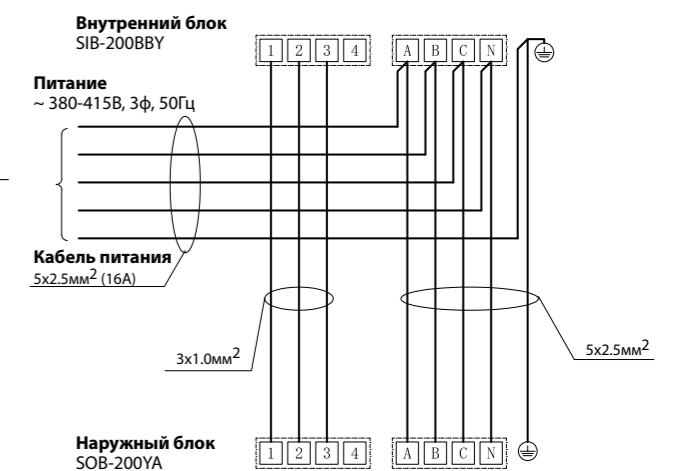 Внутренний блок
SIB-200BBY
1 2 3 4 A B C N
Питание
~ 380-415В, 3ф, 50Гц
Кабель питания
5x2.5мм2 (16А)
3x1.0мм2
5x2.5мм2
Наружный блок
SOB-200YA
1 2 3 4 A B C N